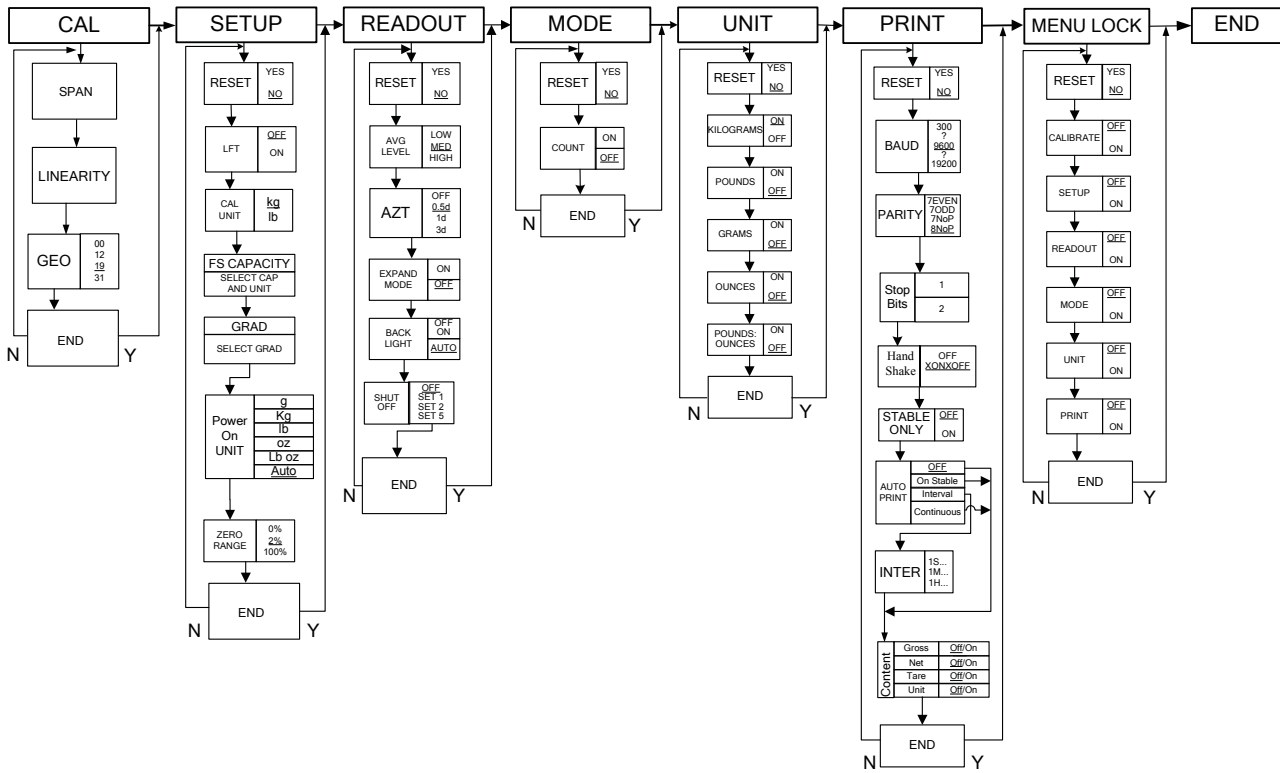 CAL
SPAN
LINEARITY
GEO
00
12
19
31
END
N
Y
SETUP
RESET
YES
NO
LFT
OFF
ON
CAL
UNIT
kg
lb
FS CAPACITY
SELECT CAP
AND UNIT
GRAD
SELECT GRAD
Power
On
UNIT
g
Kg
lb
oz
Lb oz
Auto
ZERO
RANGE
0%
2%
100%
END
N
Y
READOUT
RESET
YES
NO
AVG
LEVEL
LOW
MED
HIGH
AZT
OFF
0.5d
1d
3d
EXPAND
MODE
ON
OFF
BACK
LIGHT
OFF
ON
AUTO
SHUT
OFF
OFF
SET 1
SET 2
SET 5
END
N
Y
MODE
RESET
YES
NO
COUNT
ON
OFF
END
N
Y
UNIT
RESET
YES
NO
KILOGRAMS
ON
OFF
POUNDS
ON
OFF
GRAMS
ON
OFF
OUNCES
ON
OFF
POUNDS:
OUNCES
ON
OFF
END
N
Y
PRINT
RESET
YES
NO
BAUD
300
?
9600
?
19200
PARITY
7EVEN
7ODD
7NoP
8NoP
Stop
Bits
1
2
Hand
Shake
OFF
XONXOFF
STABLE
ONLY
OFF
ON
AUTO
PRINT
OFF
On Stable
Interval
Continuous
INTER
1S...
1M...
1H...
Content
Gross
Off/On
Net
Off/On
Tare
Off/On
Unit
Off/On
END
N
Y
MENU LOCK
RESET
YES
NO
CALIBRATE
OFF
ON
SETUP
OFF
ON
READOUT
OFF
ON
MODE
OFF
ON
UNIT
OFF
ON
PRINT
OFF
ON
END
N
Y
END